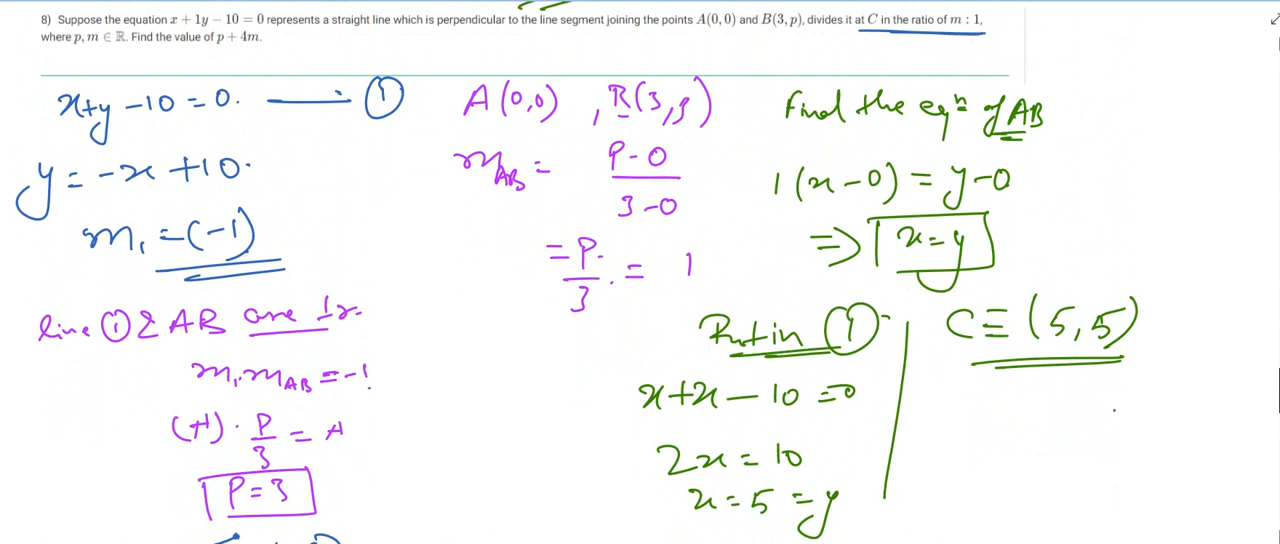 8) Suppose the equation x + 1y − 10 = 0 represents a straight line which is perpendicular to the line segment joining the points A(0, 0) and B(3, p), divides it at C in the ratio of m : 1,
where p, m ∈ ℝ. Find the value of p + 4m.
x+y −10 = 0. —— ①
y = −x +10.
m₁ = (−1)
line ① & AB are ⊥r.
m₁.m_AB = −1
P/3
P = 3
A(0,0) , B(3,3)
m_AB = P−0 / 3−0
= P/3 = 1
Find the eqⁿ of AB
1(x−0) = y−0
⇒ x = y
Put in ①
x+x − 10 = 0
2x = 10
x = 5 = y
C ≡ (5,5)